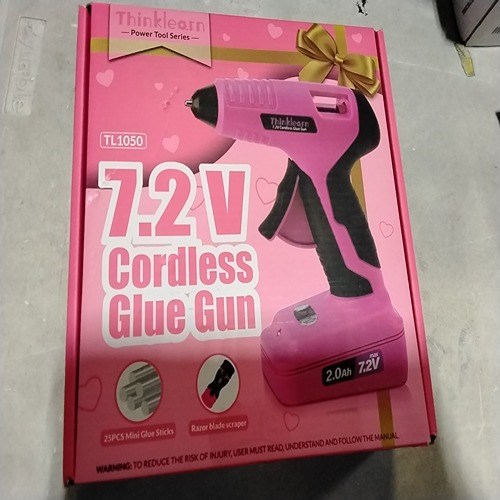 Thinklearn
— Power Tool Series —
TL1050
Thinklearn
7.2V Cordless Glue Gun
7.2 V
Cordless
Glue Gun
2.0Ah
max
7.2V
25PCS Mini Glue Sticks
Razor blade scraper
WARNING: TO REDUCE THE RISK OF INJURY, USER MUST READ, UNDERSTAND AND FOLLOW THE MANUAL.